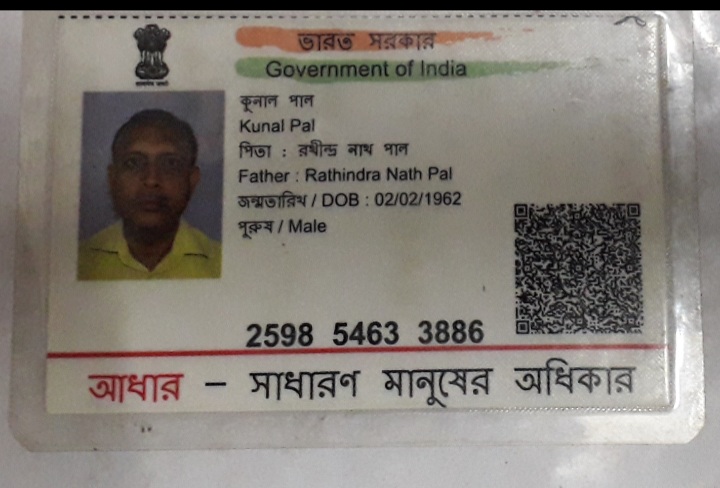 ভারত সরকার
Government of India
কুনাল পাল
Kunal Pal
পিতা : রথীন্দ্র নাথ পাল
Father : Rathindra Nath Pal
জন্মতারিখ / DOB : 02/02/1962
পুরুষ / Male
2598 5463 3886
আধার – সাধারণ মানুষের অধিকার